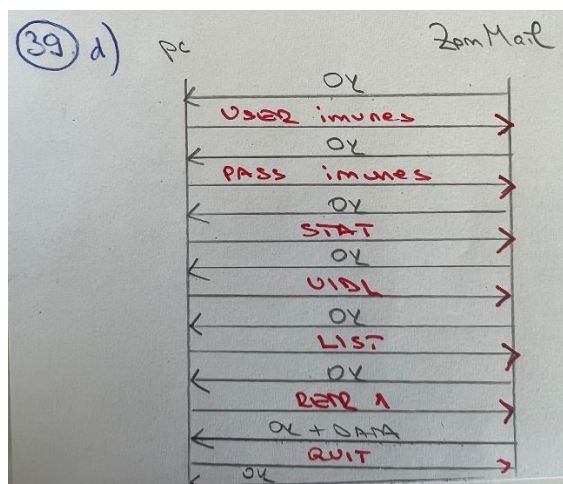 39. d) pc ZomMail
OK
USER imunes
OK
PASS imunes
OK
STAT
OK
UIDL
OK
LIST
OK
RETR 1
OK + DATA
QUIT
OK